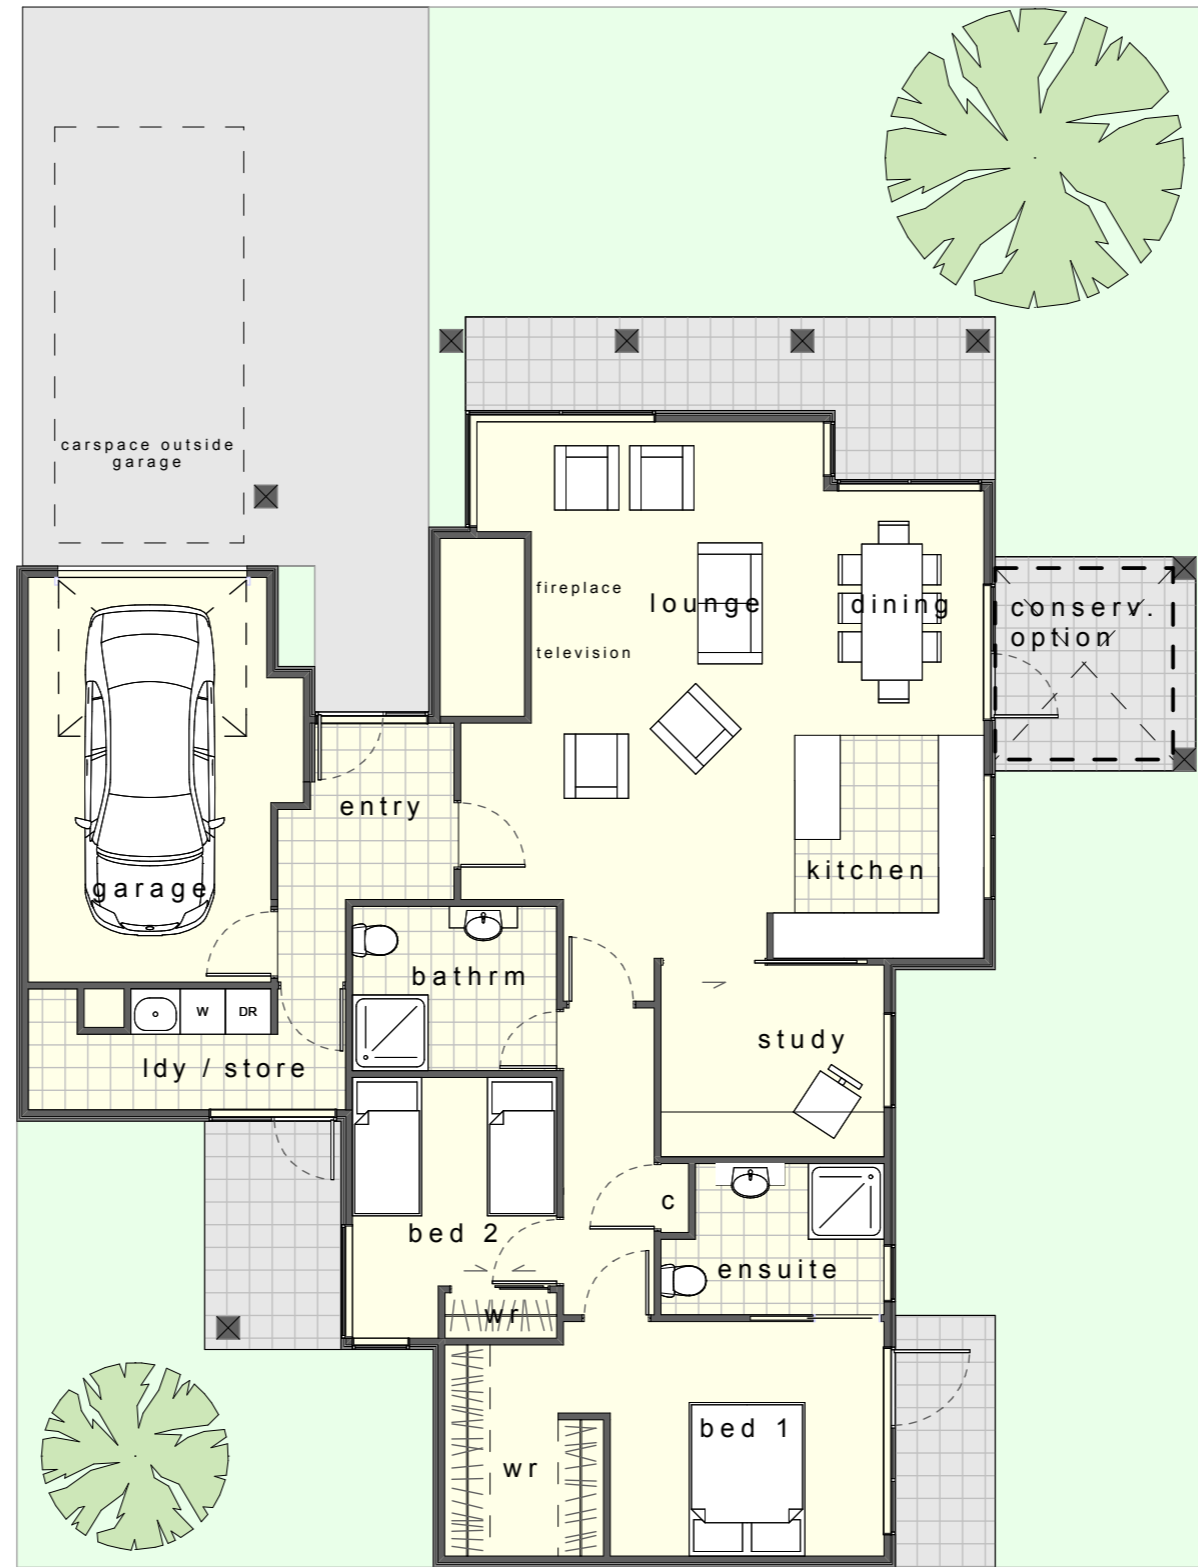 carspace outside
garage
fireplace
lounge
dining
conserv.
option
television
entry
kitchen
garage
bathrm
W
DR
study
ldy / store
c
bed 2
ensuite
wr
bed 1
wr